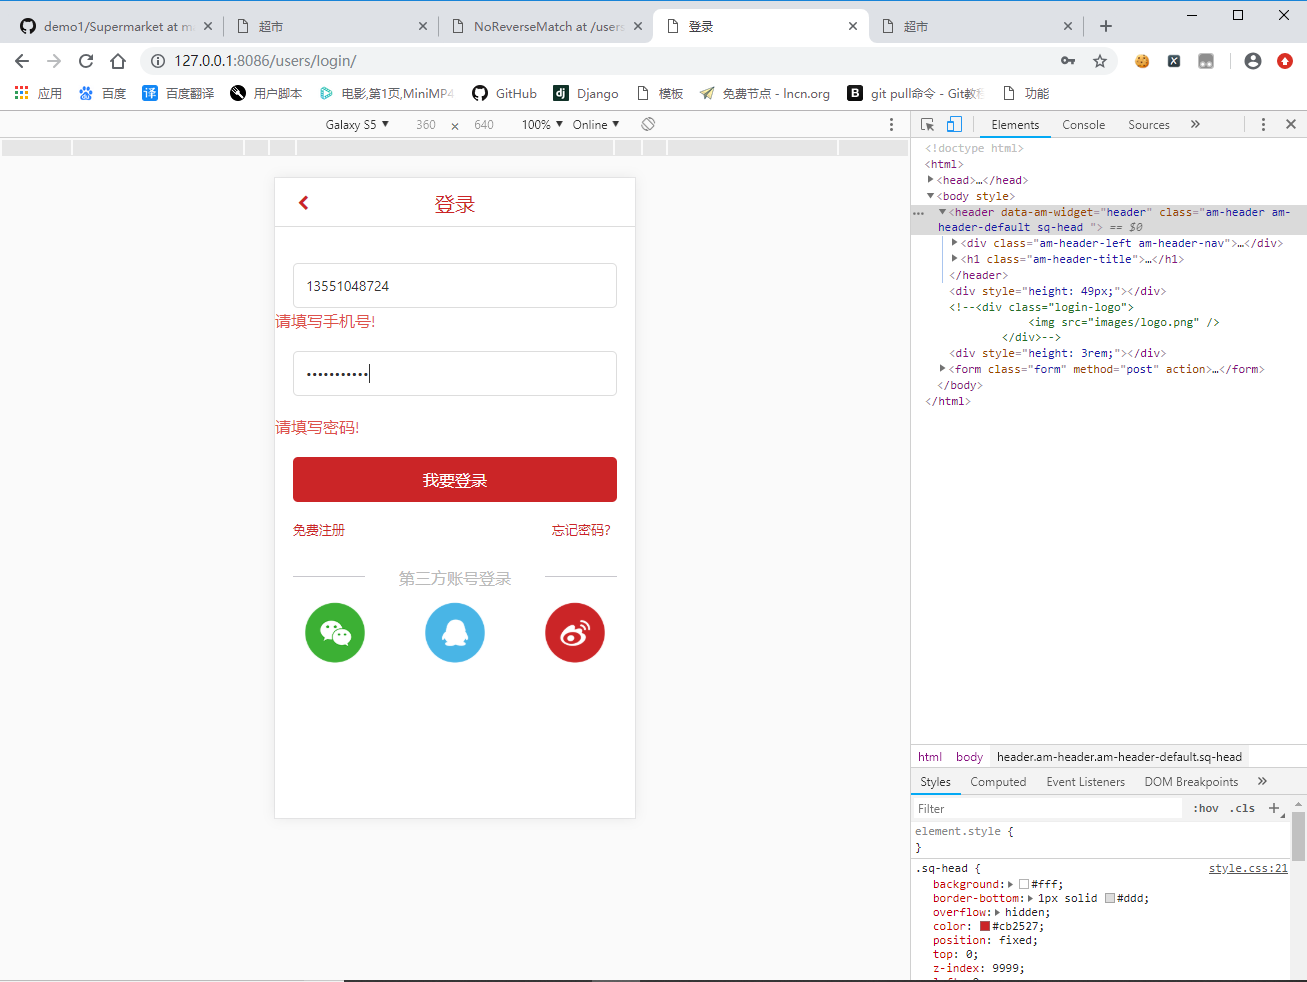 demo1/Supermarket at m
超市
NoReverseMatch at /users
登录
超市
127.0.0.1:8086/users/login/
应用
百度
译 百度翻译
用户脚本
电影,第1页,MiniMP4
GitHub
dj Django
模板
免费节点 - lncn.org
B git pull命令 - Git教程
功能
Galaxy S5 ▼ 360 × 640 100% ▼ Online ▼
Elements Console Sources »
登录
13551048724
请填写手机号!
•••••••••••
请填写密码!
我要登录
免费注册 忘记密码?
第三方账号登录
<!doctype html>
<html>
<head>…</head>
<body style>
<header data-am-widget="header" class="am-header am-
header-default sq-head "> == $0
<div class="am-header-left am-header-nav">…</div>
<h1 class="am-header-title">…</h1>
</header>
<div style="height: 49px;"></div>
<!--<div class="login-logo">
<img src="images/logo.png" />
</div>-->
<div style="height: 3rem;"></div>
<form class="form" method="post" action>…</form>
</body>
</html>
html body header.am-header.am-header-default.sq-head
Styles Computed Event Listeners DOM Breakpoints »
Filter :hov .cls +
element.style {
}
.sq-head { style.css:21
background: #fff;
border-bottom: 1px solid #ddd;
overflow: hidden;
color: #cb2527;
position: fixed;
top: 0;
z-index: 9999;